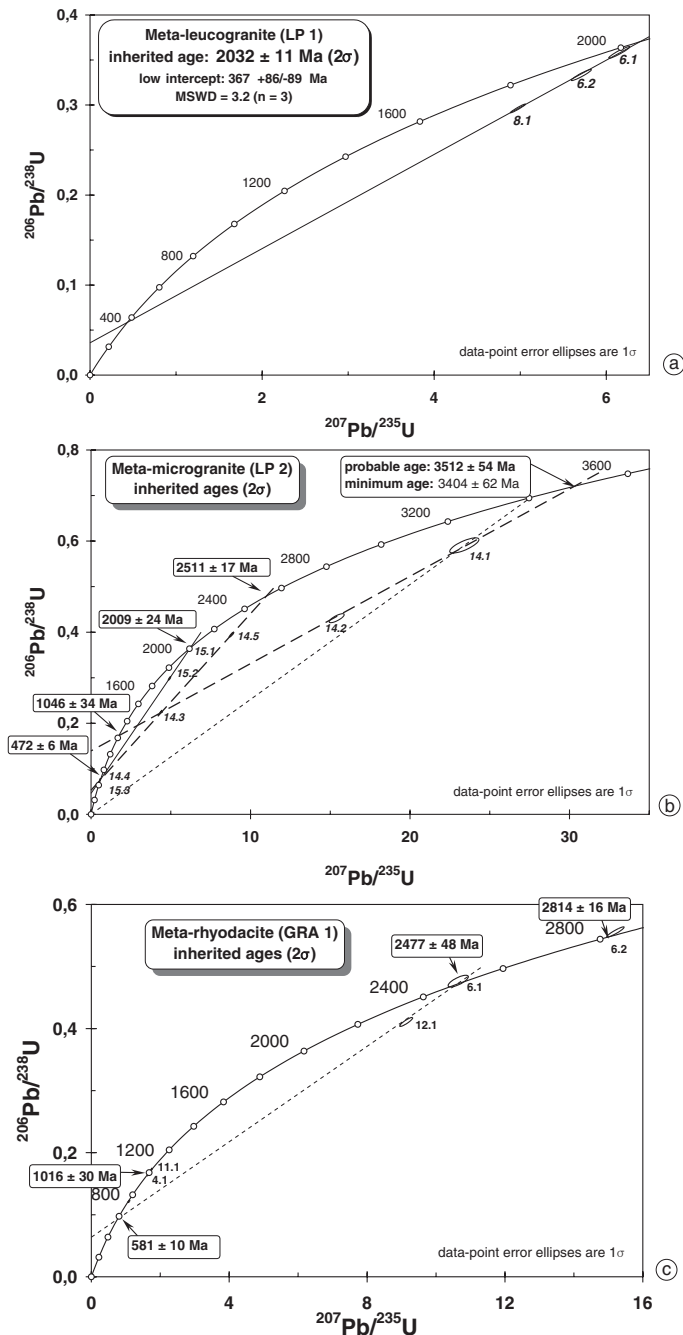 Meta-leucogranite (LP 1)
inherited age: 2032 ± 11 Ma (2σ)
low intercept: 367 +86/-89 Ma
MSWD = 3.2 (n = 3)
0,4
0,3
0,2
0,1
0,0
400
800
1200
1600
2000
6.1
6.2
8.1
data-point error ellipses are 1σ
0
2
4
6
206Pb/238U
207Pb/235U
a
Meta-microgranite (LP 2)
inherited ages (2σ)
probable age: 3512 ± 54 Ma
minimum age: 3404 ± 62 Ma
3600
3200
2800
2400
2000
1600
2511 ± 17 Ma
2009 ± 24 Ma
1046 ± 34 Ma
472 ± 6 Ma
14.1
14.2
14.5
15.1
15.2
14.3
14.4
15.3
0,8
0,6
0,4
0,2
0,0
data-point error ellipses are 1σ
0
10
20
30
206Pb/238U
207Pb/235U
b
Meta-rhyodacite (GRA 1)
inherited ages (2σ)
2814 ± 16 Ma
2477 ± 48 Ma
2800
2400
2000
1600
1200
800
6.2
6.1
12.1
11.1
4.1
1016 ± 30 Ma
581 ± 10 Ma
0,6
0,4
0,2
0,0
data-point error ellipses are 1σ
0
4
8
12
16
206Pb/238U
207Pb/235U
c